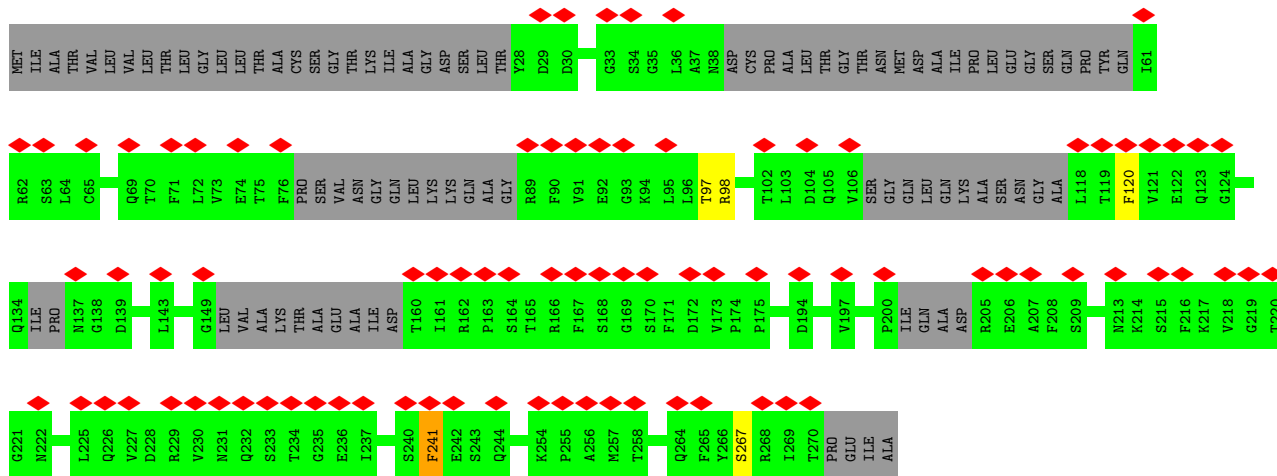 MET ILE ALA THR VAL LEU VAL LEU THR LEU GLY LEU LEU THR ALA CYS SER GLY THR LYS ILE ALA GLY ASP SER LEU THR Y28 D29 D30 G33 S34 G35 L36 A37 N38 ASP CYS PRO ALA LEU THR GLY THR ASN MET ASP ALA ILE PRO LEU GLU GLY SER GLN PRO TYR GLN I61
R62 S63 L64 C65 Q69 T70 F71 L72 V73 E74 T75 F76 PRO SER VAL ASN GLY GLN LEU LYS LYS GLN ALA GLY R89 F90 V91 E92 G93 K94 L95 L96 T97 R98 T102 L103 D104 Q105 V106 SER GLY GLN LEU GLN LYS ALA SER ASN GLY ALA L118 T119 F120 V121 E122 Q123 G124
Q134 ILE PRO N137 G138 D139 L143 G149 LEU VAL ALA LYS THR ALA GLU ALA ILE ASP T160 I161 R162 P163 S164 T165 R166 F167 S168 G169 S170 F171 D172 V173 P174 P175 D194 V197 P200 ILE GLN ALA ASP R205 E206 A207 F208 S209 N213 K214 S215 F216 K217 V218 G219 T220
G221 N222 L225 Q226 V227 D228 R229 V230 N231 Q232 S233 T234 G235 E236 I237 S240 F241 E242 S243 Q244 K254 P255 A256 M257 T258 Q264 F265 Y266 S267 R268 I269 T270 PRO GLU ILE ALA